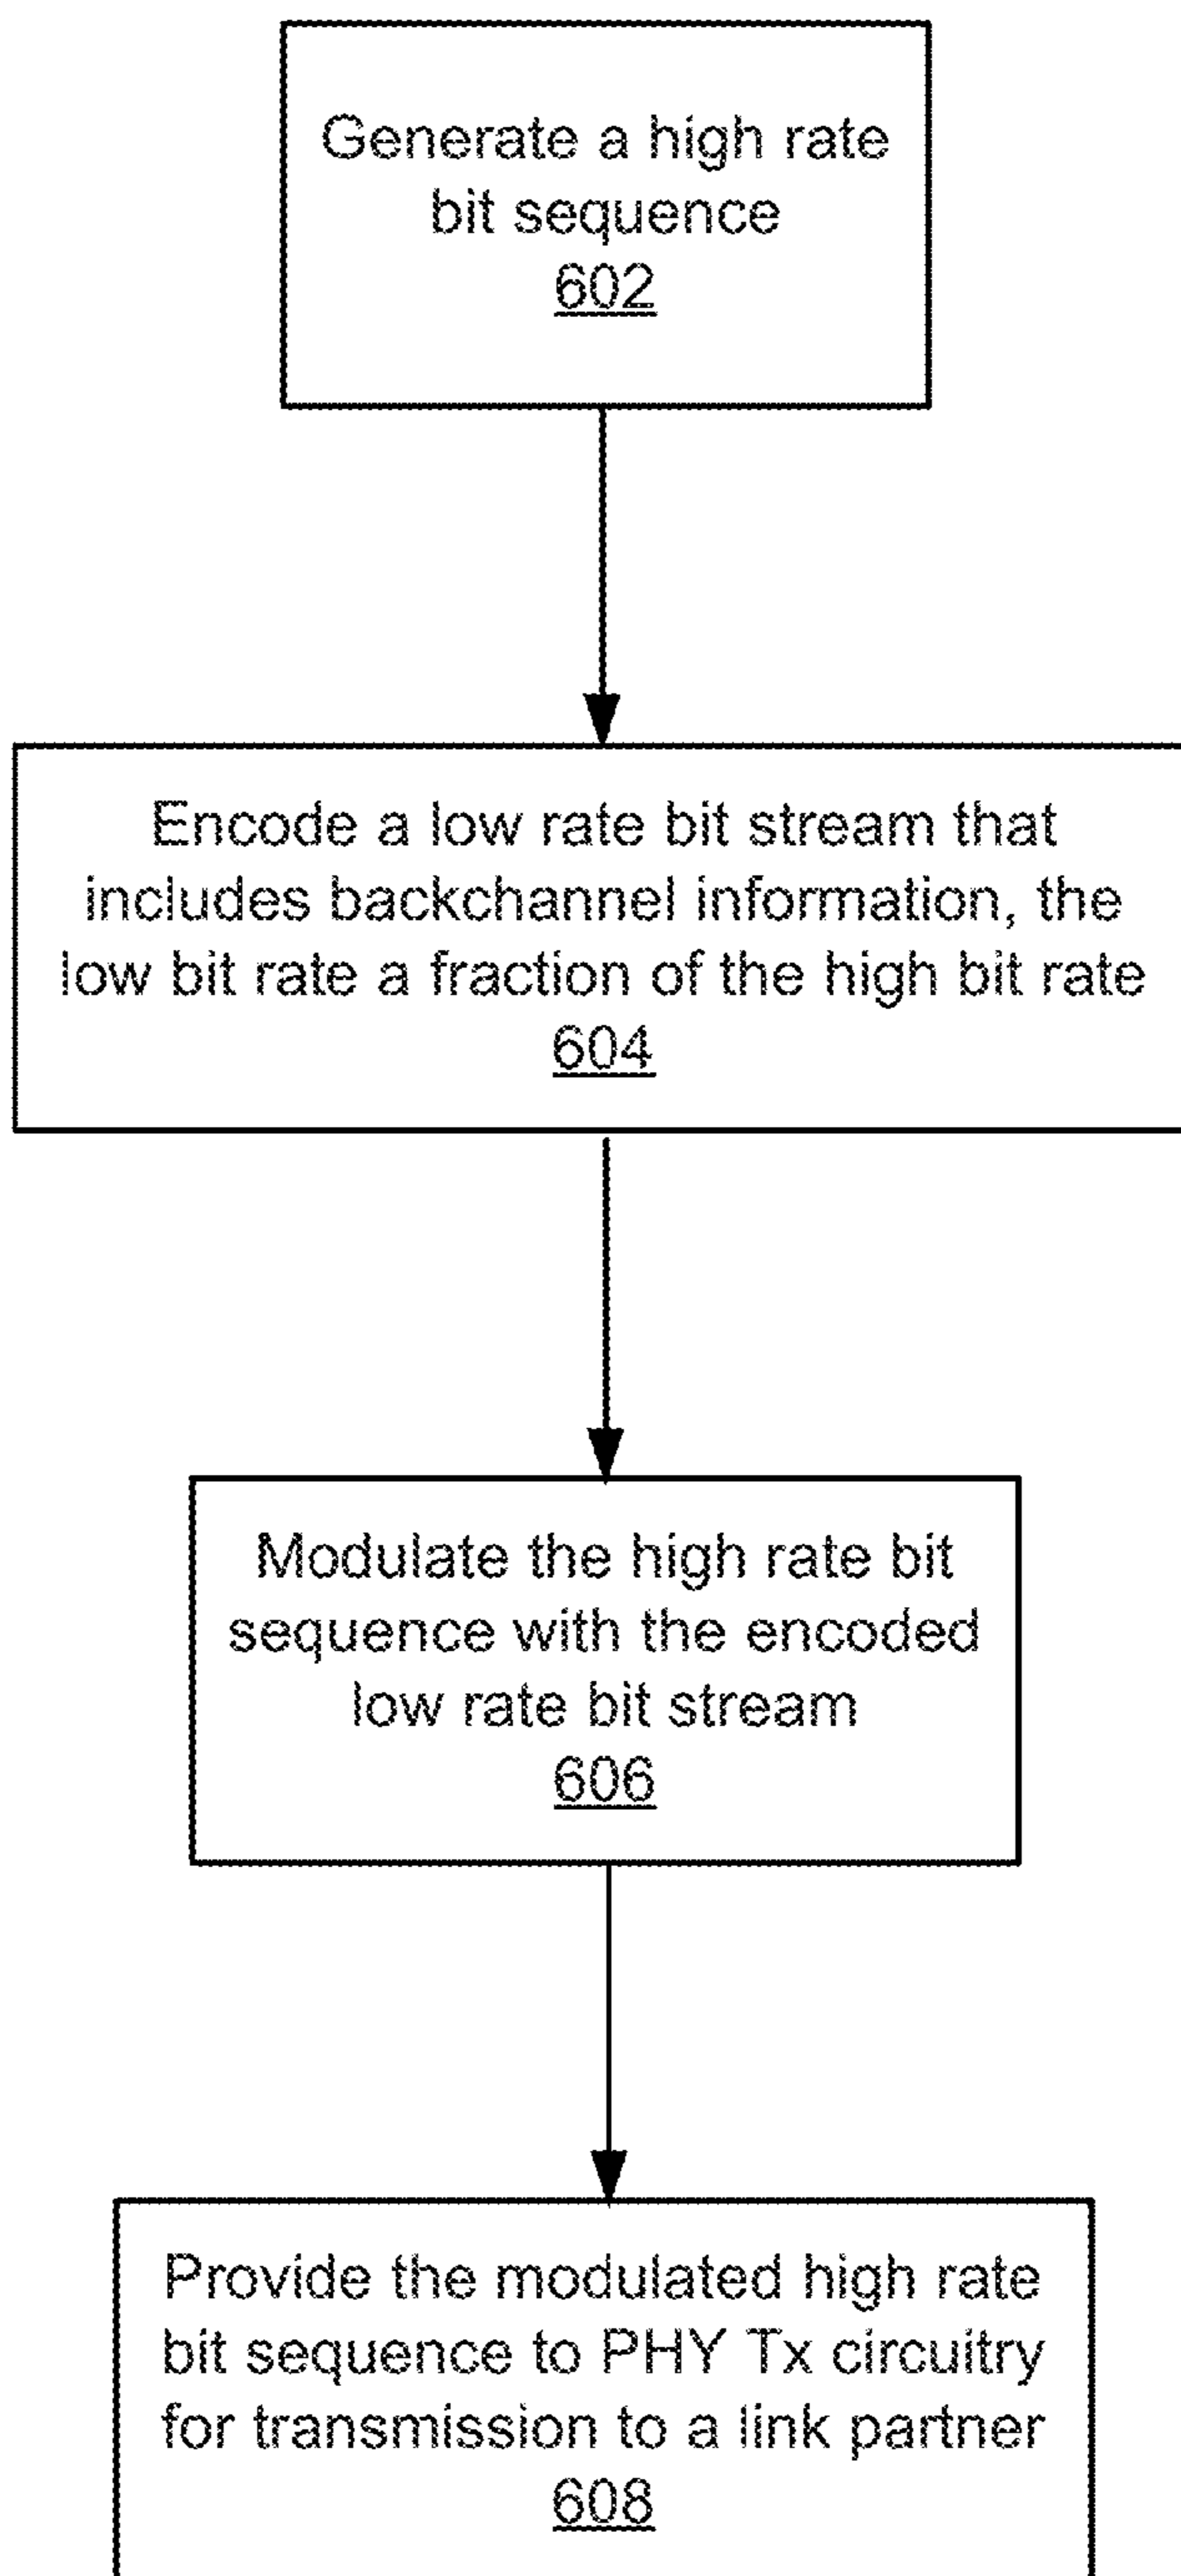 Generate a high rate
bit sequence
602
Encode a low rate bit stream that
includes backchannel information, the
low bit rate a fraction of the high bit rate
604
Modulate the high rate bit
sequence with the encoded
low rate bit stream
606
Provide the modulated high rate
bit sequence to PHY Tx circuitry
for transmission to a link partner
608